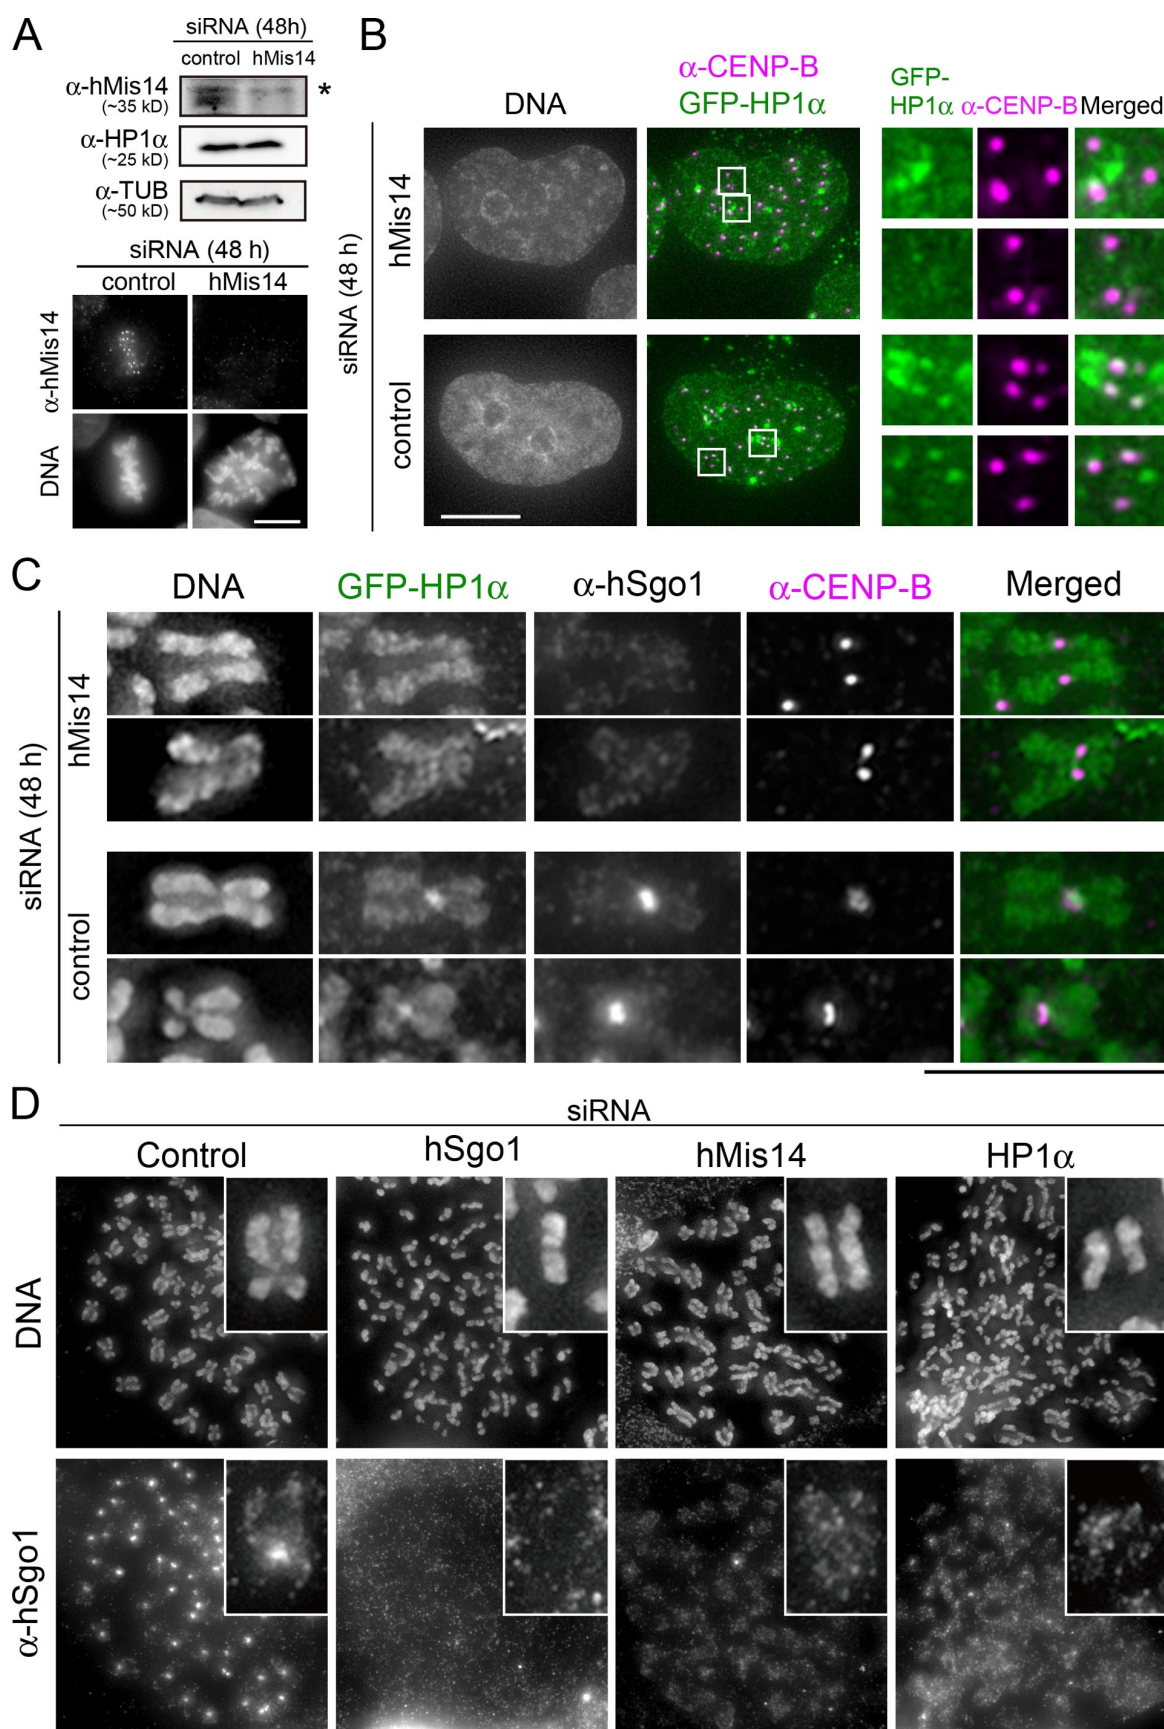 A
siRNA (48h)
control hMis14
α-hMis14
(~35 kD)
*
α-HP1α
(~25 kD)
α-TUB
(~50 kD)
siRNA (48 h)
control hMis14
α-hMis14
DNA
B
α-CENP-B
DNA GFP-HP1α
GFP-
HP1α α-CENP-B Merged
siRNA (48 h)
hMis14
control
C
DNA GFP-HP1α α-hSgo1 α-CENP-B Merged
siRNA (48 h)
hMis14
control
D
siRNA
Control hSgo1 hMis14 HP1α
DNA
α-hSgo1